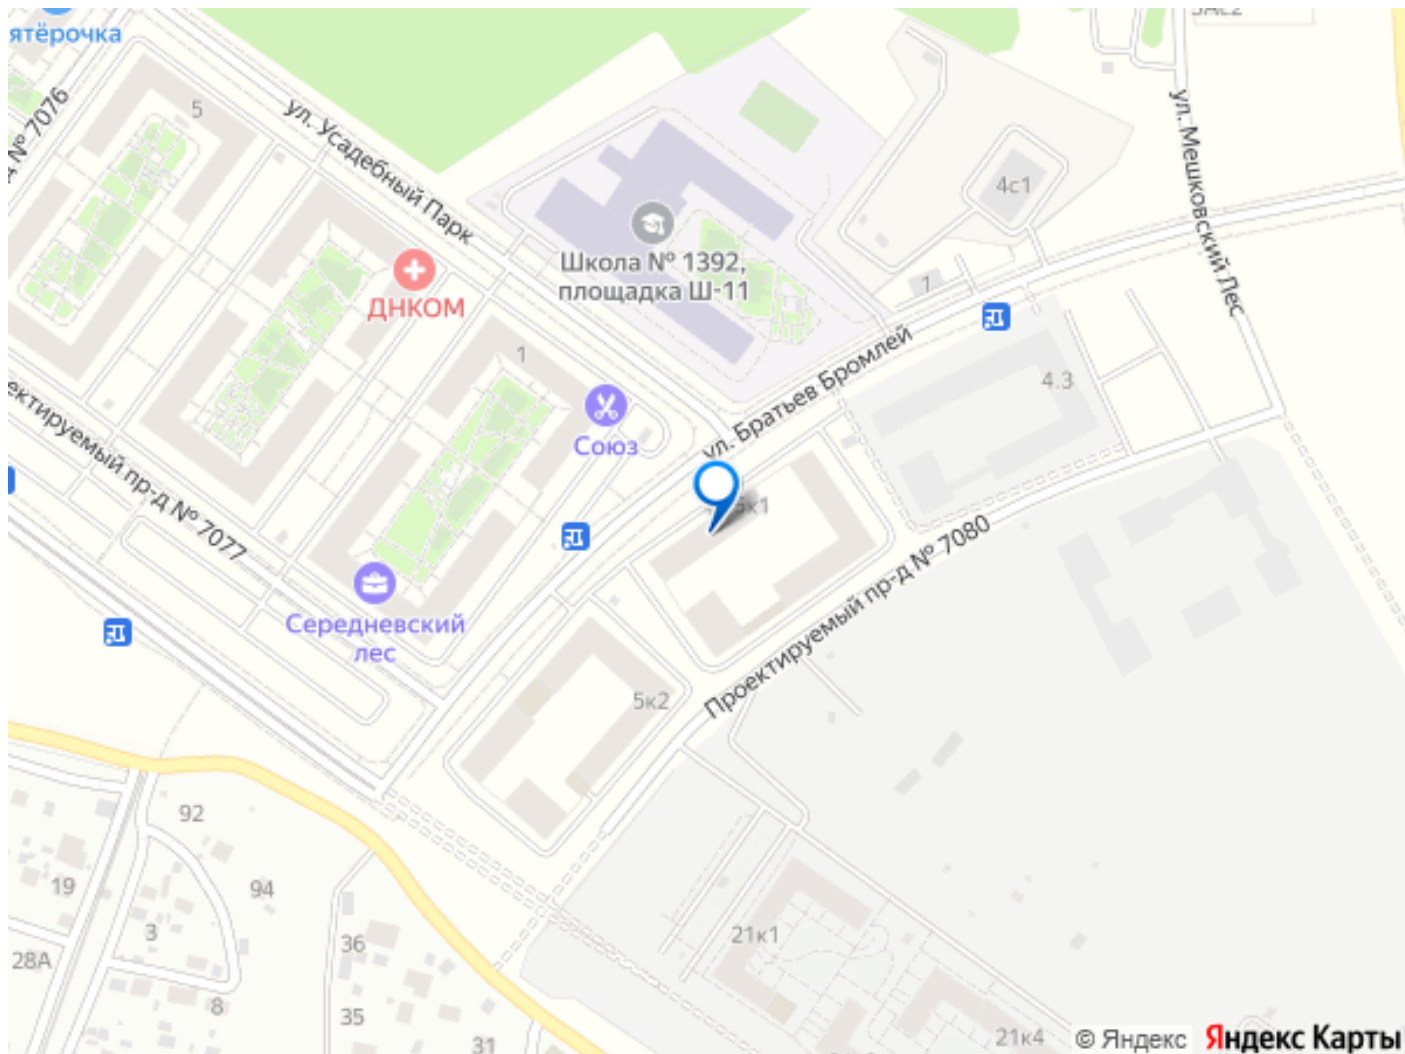 ятёрочка
№ 7076
5
ул. Усадебный Парк
ул. Мешковский Лес
4с1
Школа № 1392,
площадка Ш-11
ДНКОМ
1
1
4.3
ул. Братьев Бромлей
Союз
ектируемый пр-д № 7077
5к1
Проектируемый пр-д № 7080
Середневский
лес
5к2
92
94
19
3
28А
8
36
35
31
21к1
21к4
© Яндекс
Яндекс Карты